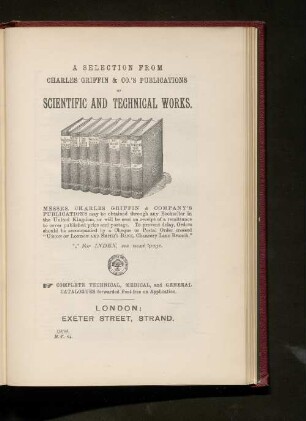 A SELECTION FROM
CHARLES GRIFFIN & CO.'S PUBLICATIONS
OF
SCIENTIFIC AND TECHNICAL WORKS.
MESSRS. CHARLES GRIFFIN & COMPANY'S
PUBLICATIONS may be obtained through any Bookseller in
the United Kingdom, or will be sent on receipt of a remittance
to cover published price and postage. To prevent delay, Orders
should be accompanied by a Cheque or Postal Order crossed
"UNION OF LONDON AND SMITH'S BANK, Chancery Lane Branch."
For INDEX, see next page.
☞ COMPLETE TECHNICAL, MEDICAL, and GENERAL
CATALOGUES forwarded Post free on Application.
LONDON:
EXETER STREET, STRAND.